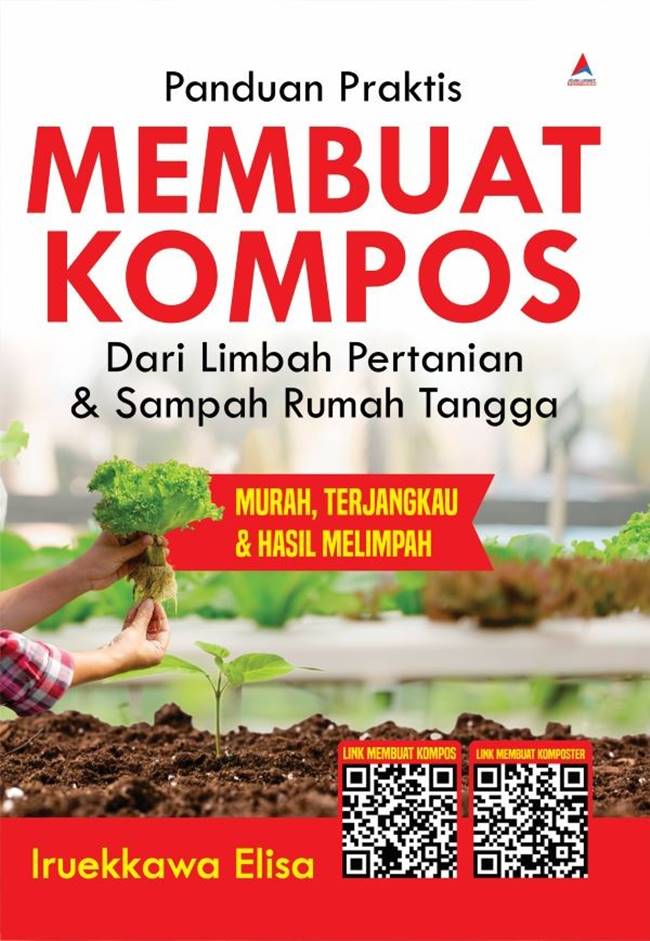 Panduan Praktis
MEMBUAT
KOMPOS
Dari Limbah Pertanian
& Sampah Rumah Tangga
MURAH, TERJANGKAU
& HASIL MELIMPAH
LINK MEMBUAT KOMPOS
LINK MEMBUAT KOMPOSTER
Iruekkawa Elisa